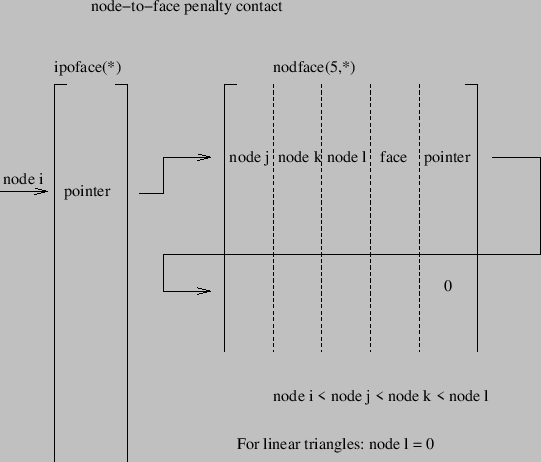 node-to-face penalty contact
ipoface(*)
nodface(5,*)
node j node k node l face pointer
node i
pointer
0
node i < node j < node k < node l
For linear triangles: node l = 0